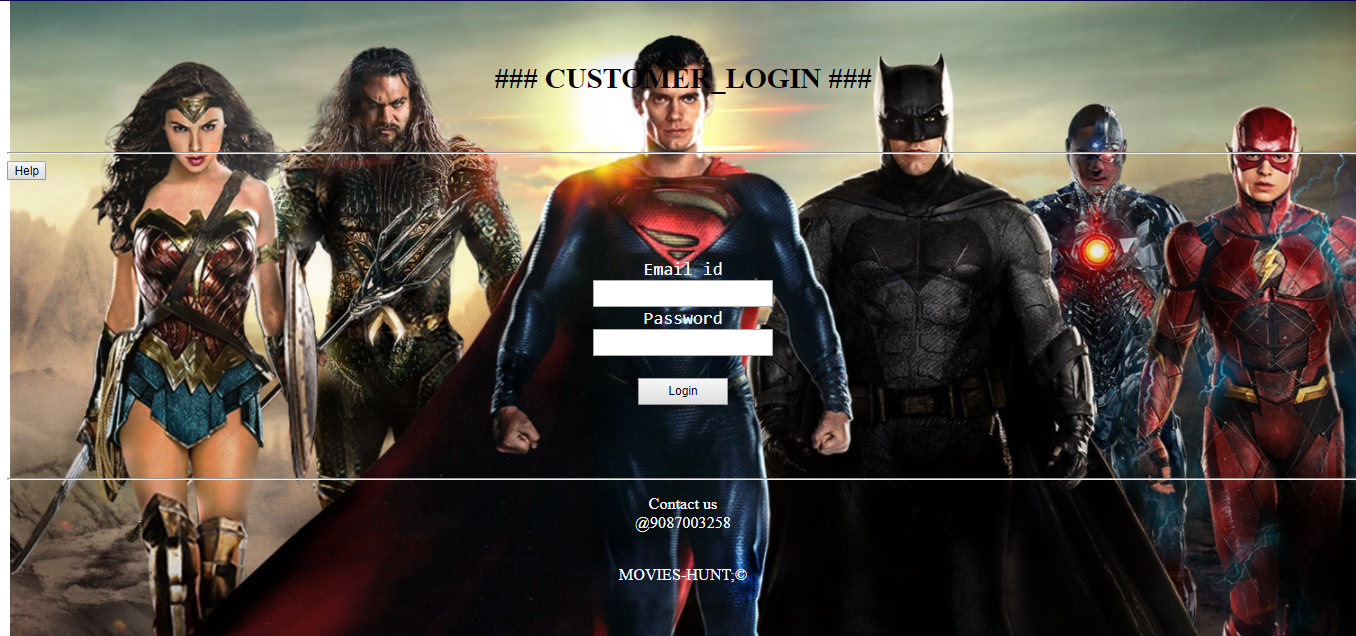 ### CUSTOMER_LOGIN ###
Help
Email id
Password
Login
Contact us
@9087003258
MOVIES-HUNT;©